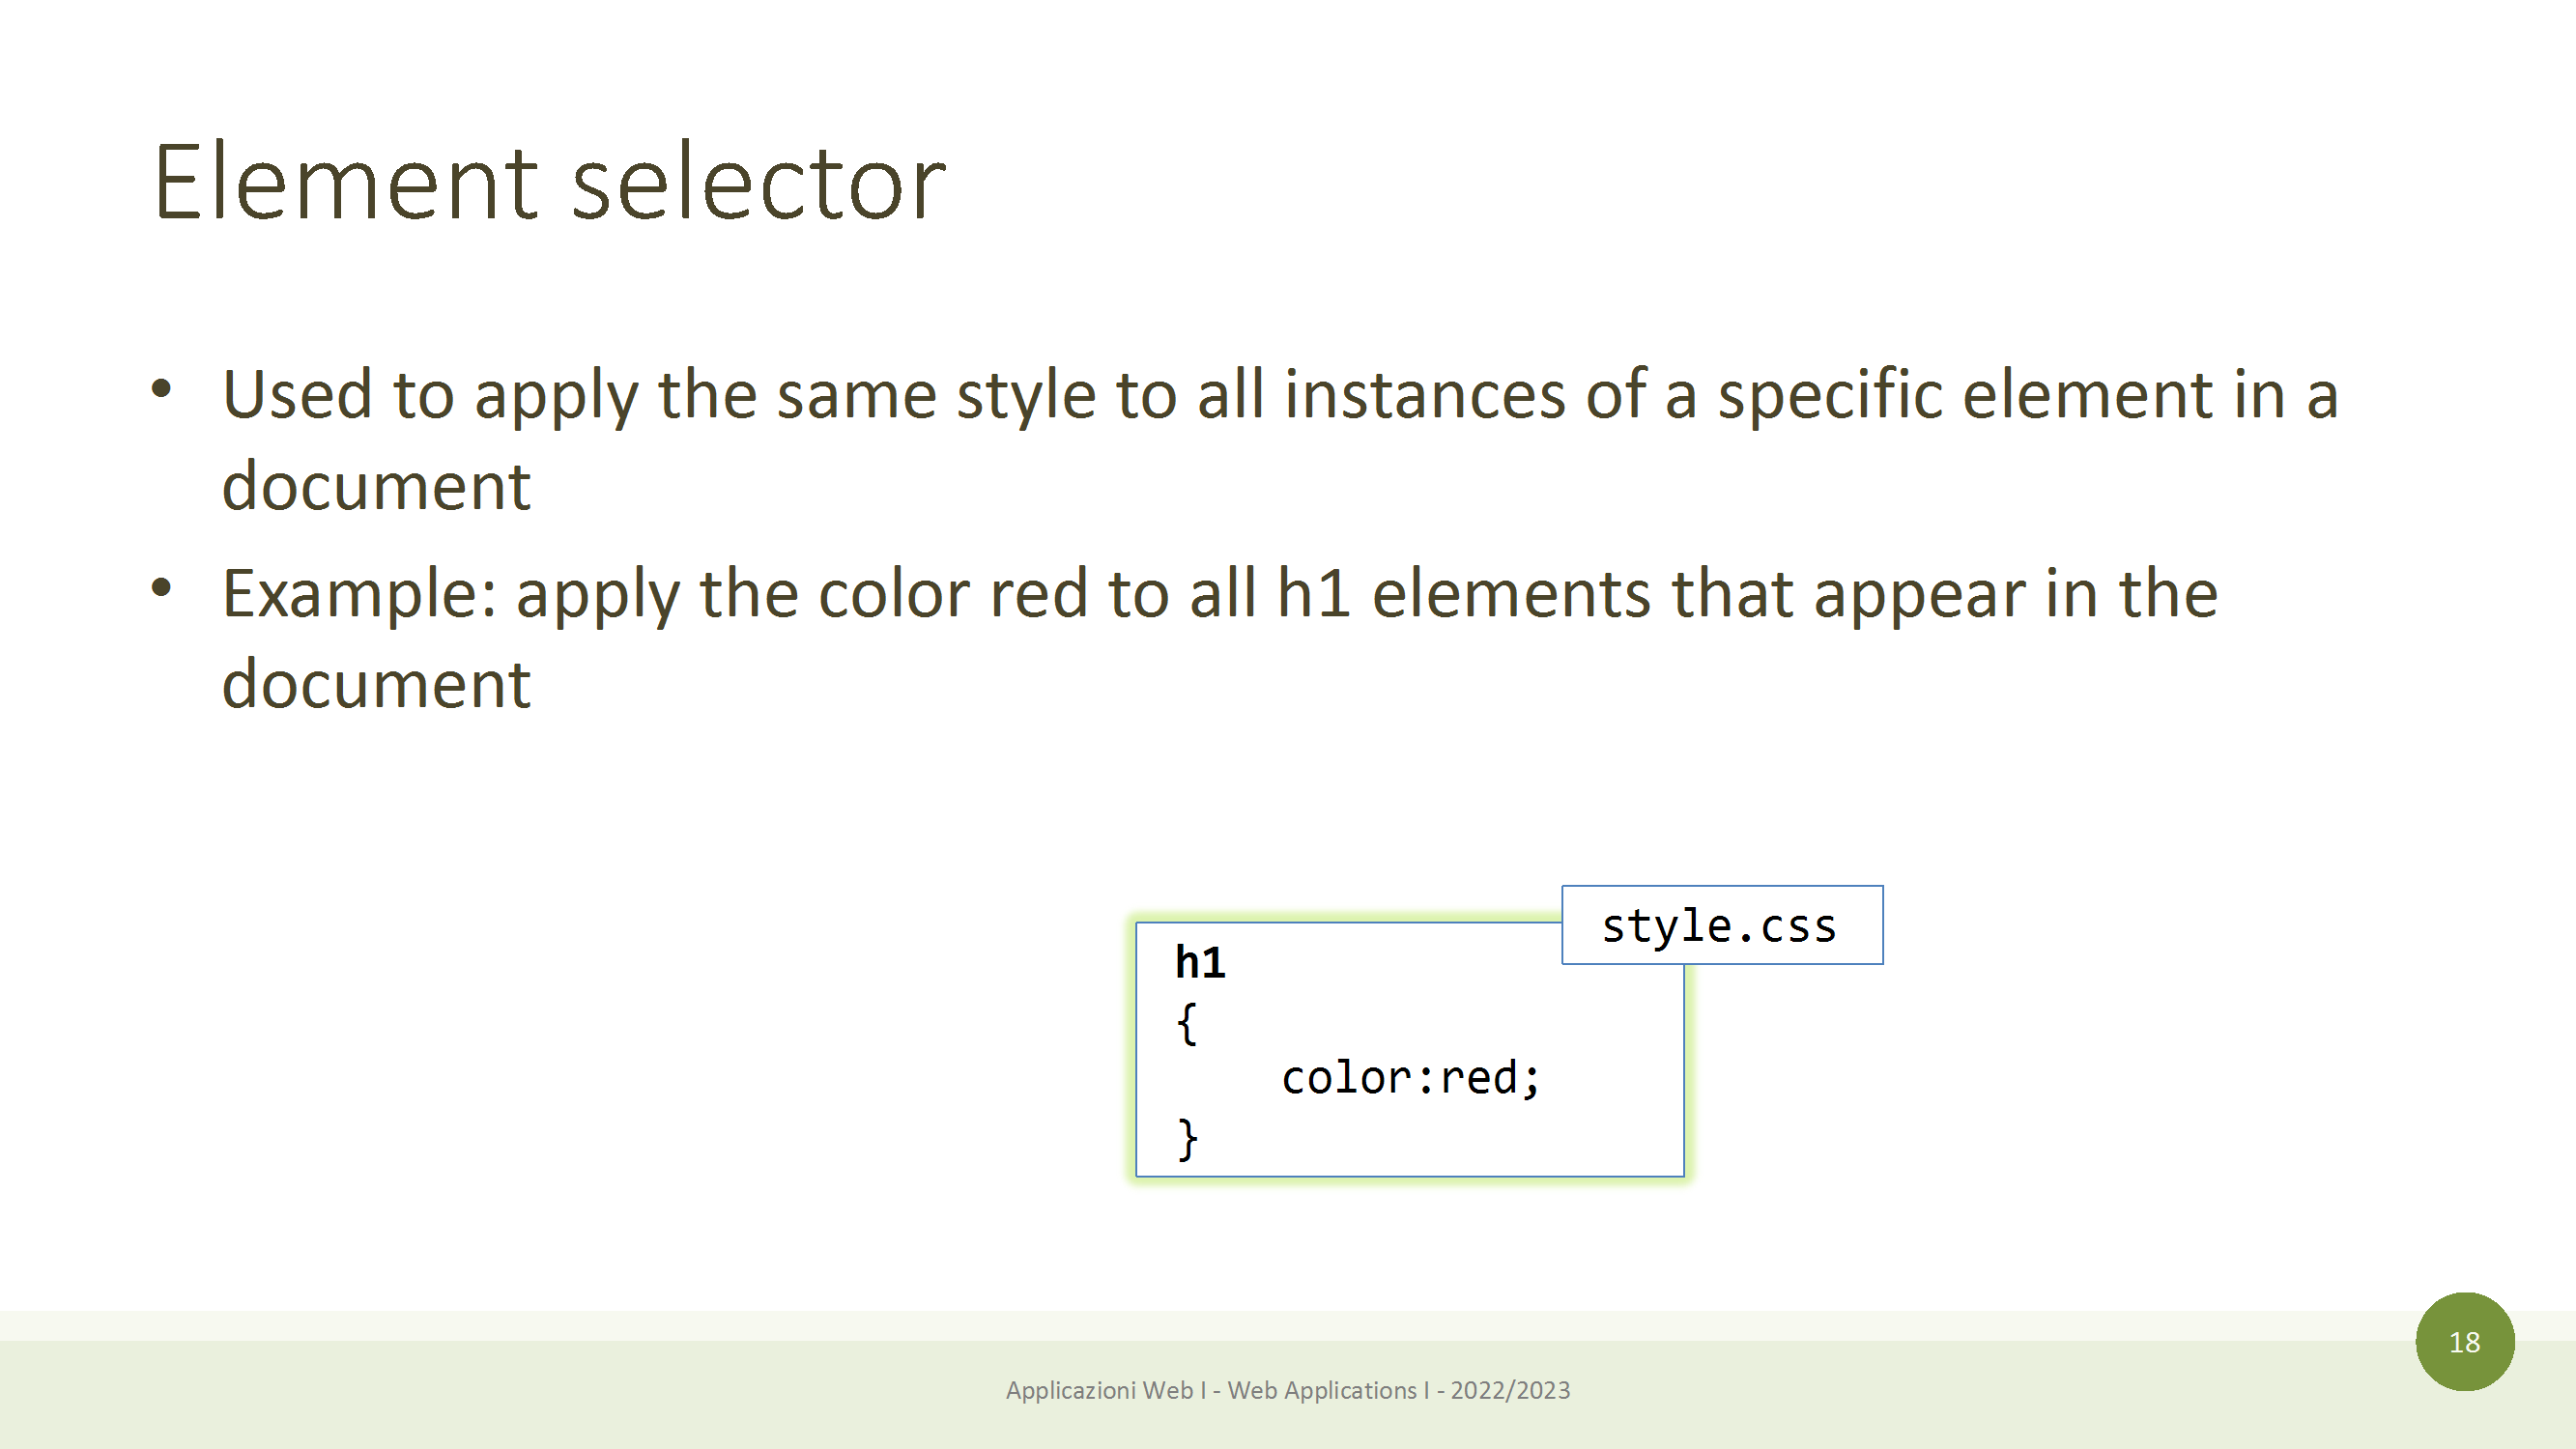 Element selector
• Used to apply the same style to all instances of a specific element in a
document
• Example: apply the color red to all h1 elements that appear in the
document
style.css
h1
{
color:red;
}
18
Applicazioni Web I - Web Applications I - 2022/2023